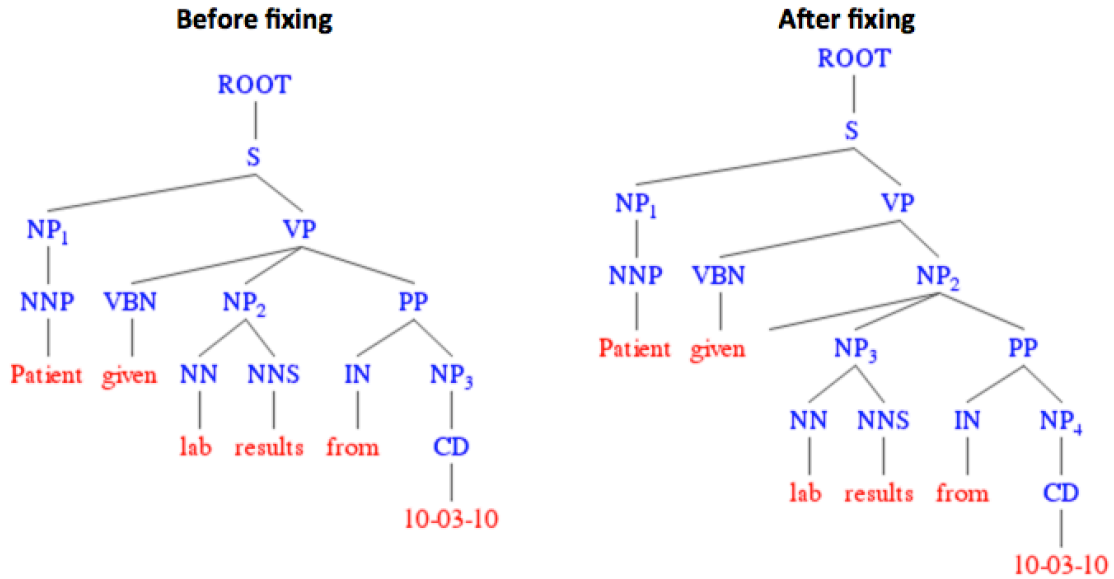 Before fixing
ROOT
S
NP1 VP
NNP VBN NP2 PP
Patient given NN NNS IN NP3
lab results from CD
10-03-10
After fixing
ROOT
S
NP1 VP
NNP VBN NP2
Patient given NP3 PP
NN NNS IN NP4
lab results from CD
10-03-10